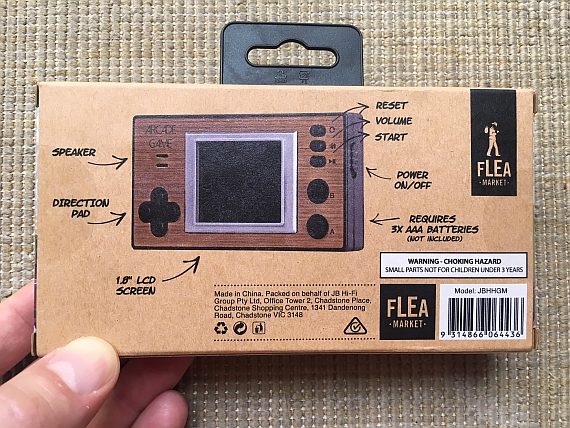 RESET
VOLUME
START
SPEAKER
ARCADE
GAME
DIRECTION
PAD
POWER
ON/OFF
B
A
REQUIRES
3X AAA BATTERIES
(NOT INCLUDED)
1.8" LCD
SCREEN
FLEA
• MARKET •
WARNING - CHOKING HAZARD
SMALL PARTS NOT FOR CHILDREN UNDER 3 YEARS
Made in China. Packed on behalf of JB Hi-Fi
Group Pty Ltd, Office Tower 2, Chadstone Place,
Chadstone Shopping Centre, 1341 Dandenong
Road, Chadstone VIC 3148
FLEA
• MARKET •
Model: JBHHGM
9 314866 064436